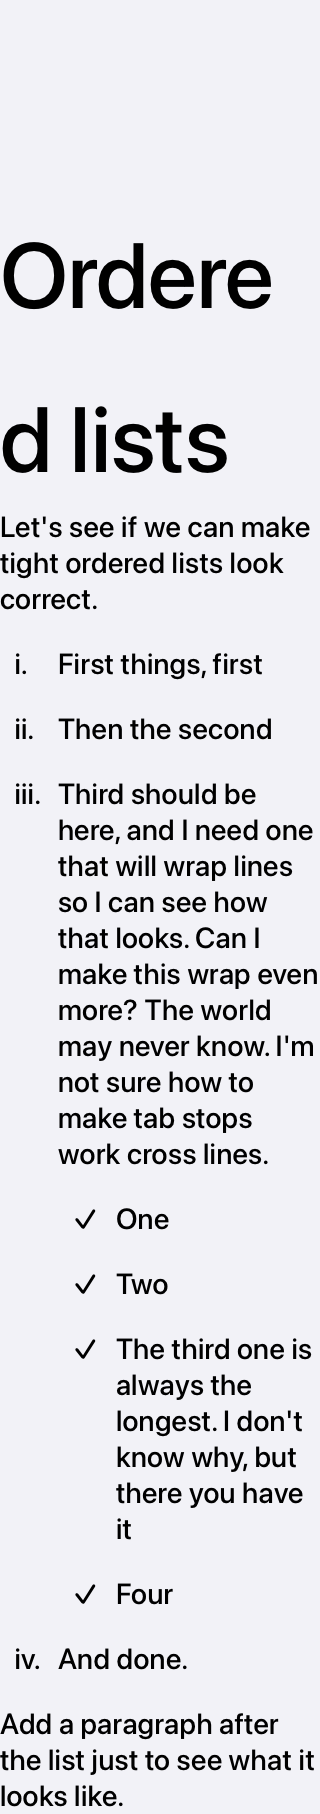 Ordere
d lists
Let's see if we can make
tight ordered lists look
correct.
i. First things, first
ii. Then the second
iii. Third should be
here, and I need one
that will wrap lines
so I can see how
that looks. Can I
make this wrap even
more? The world
may never know. I'm
not sure how to
make tab stops
work cross lines.
✓ One
✓ Two
✓ The third one is
always the
longest. I don't
know why, but
there you have
it
✓ Four
iv. And done.
Add a paragraph after
the list just to see what it
looks like.